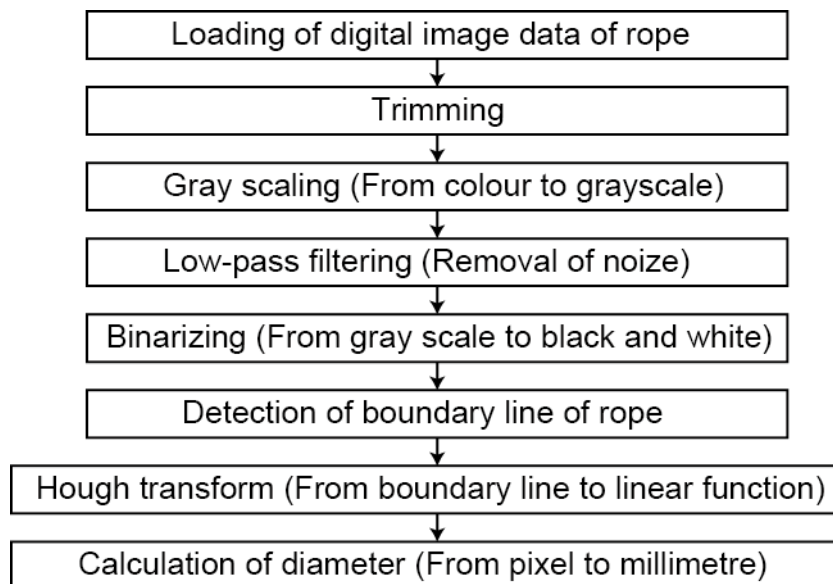 Loading of digital image data of rope
Trimming
Gray scaling (From colour to grayscale)
Low-pass filtering (Removal of noize)
Binarizing (From gray scale to black and white)
Detection of boundary line of rope
Hough transform (From boundary line to linear function)
Calculation of diameter (From pixel to millimetre)